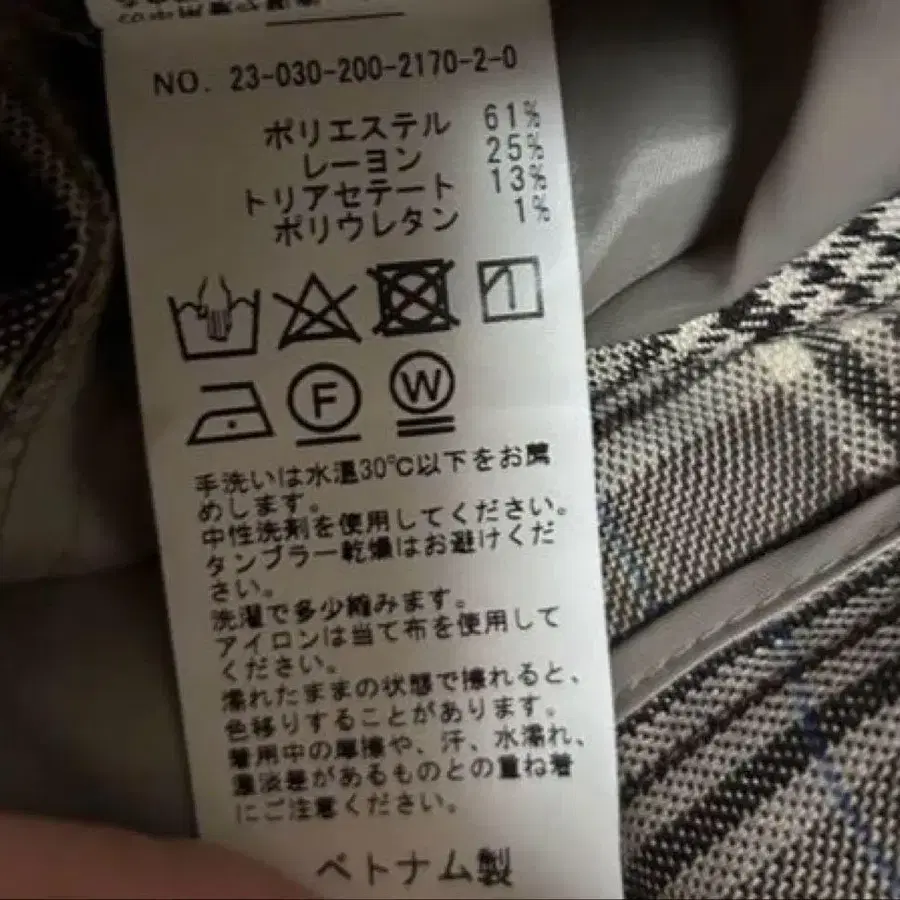 NO. 23-030-200-2170-2-0
ポリエステル 61%
レーヨン 25%
トリアセテート 13%
ポリウレタン 1%
F
W
手洗いは水温30℃以下をお薦
めします。
中性洗剤を使用してください。
タンブラー乾燥はお避けくだ
さい。
洗濯で多少縮みます。
アイロンは当て布を使用して
ください。
濡れたままの状態で擦れると、
色移りすることがあります。
着用中の摩擦や、汗、水濡れ、
濃淡差があるものとの重ね着
にご注意ください。
ベトナム製